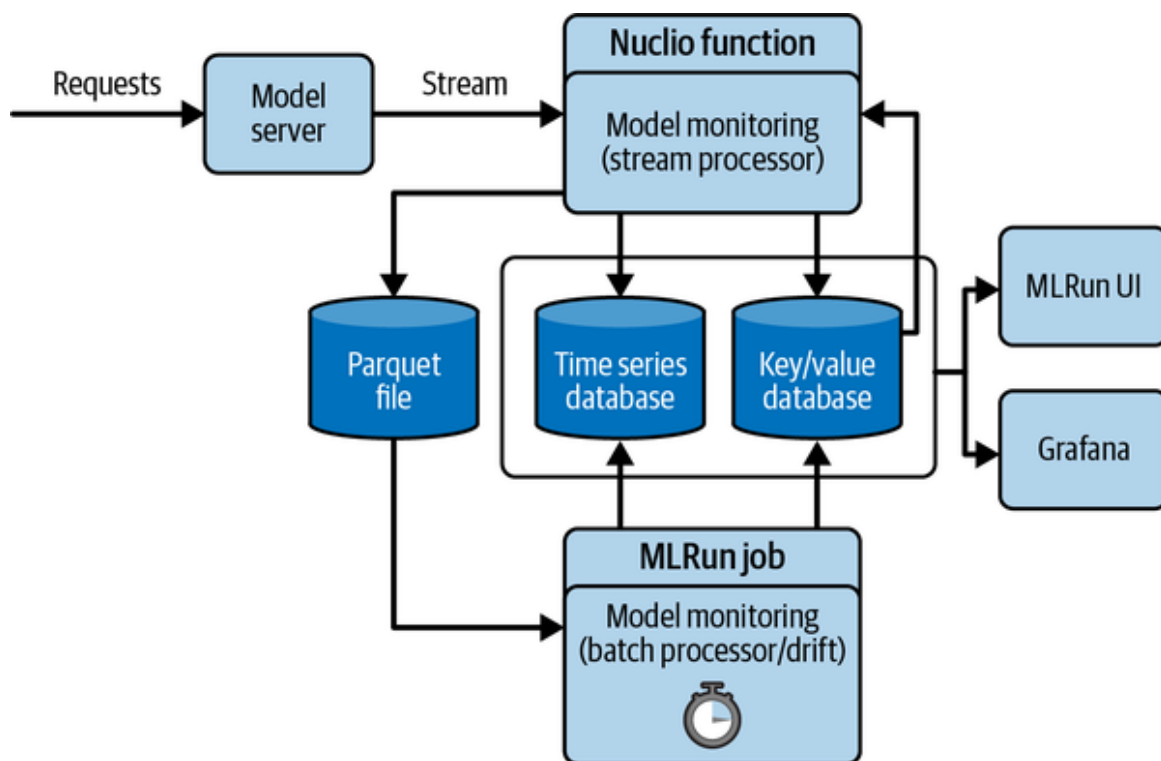 Nuclio function
Requests
Model
server
Stream
Model monitoring
(stream processor)
Parquet
file
Time series
database
Key/value
database
MLRun UI
Grafana
MLRun job
Model monitoring
(batch processor/drift)